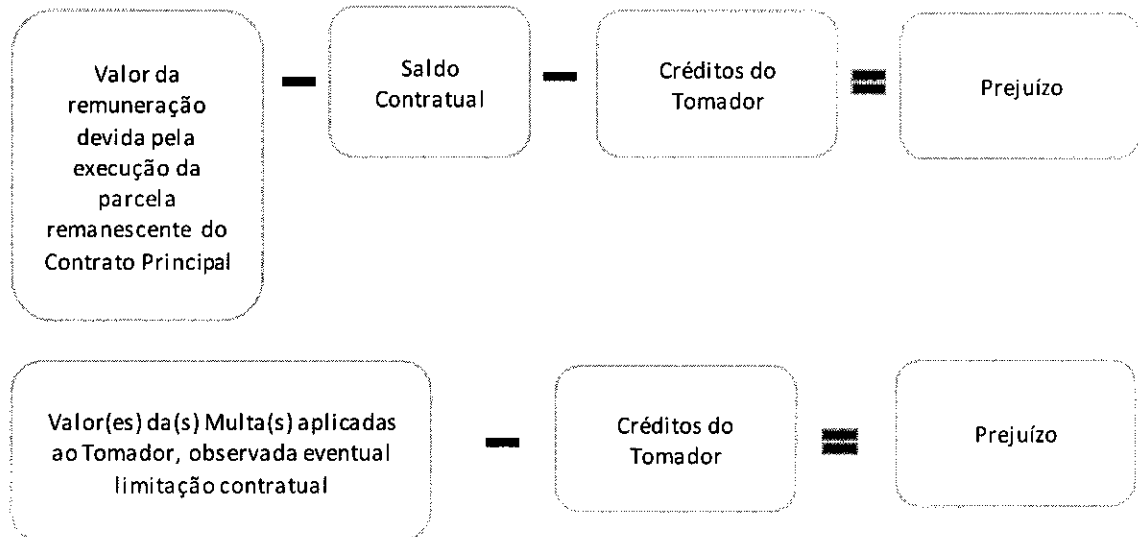 Valor da
remuneração
devida pela
execução da
parcela
remanescente do
Contrato Principal
Saldo
Contratual
Créditos do
Tomador
Prejuízo
Valor(es) da(s) Multa(s) aplicadas
ao Tomador, observada eventual
limitação contratual
Créditos do
Tomador
Prejuízo